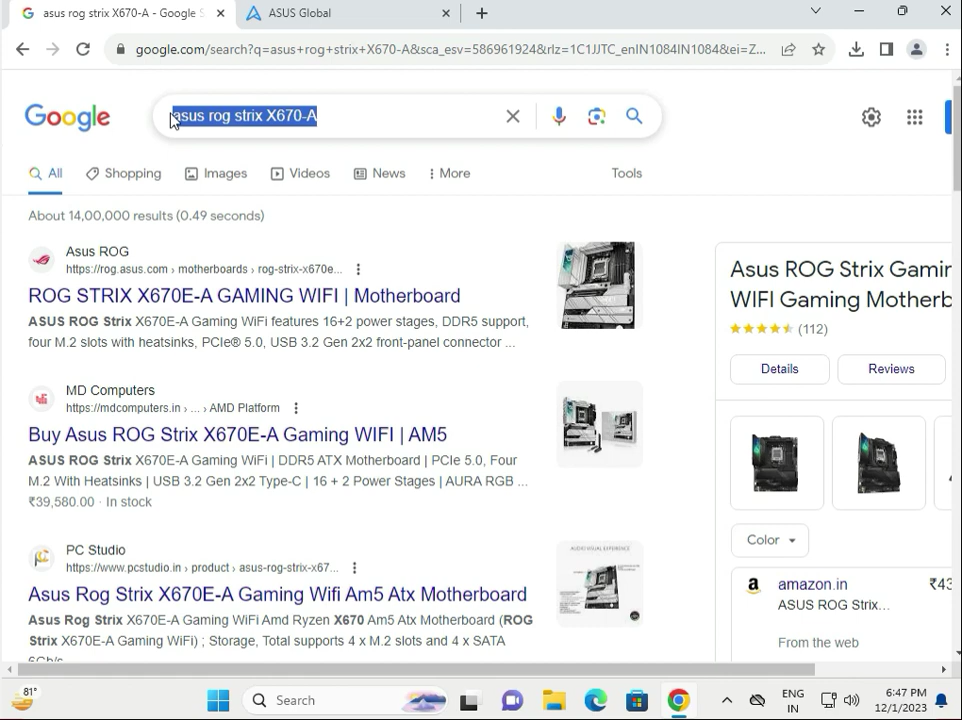 asus rog strix X670-A - Google S
ASUS Global
google.com/search?q=asus+rog+strix+X670-A&sca_esv=586961924&rlz=1C1JJTC_enIN1084IN1084&ei=Z...
Google
asus rog strix X670-A
All
Shopping
Images
Videos
News
More
Tools
About 14,00,000 results (0.49 seconds)
Asus ROG
https://rog.asus.com › motherboards › rog-strix-x670e...
ROG STRIX X670E-A GAMING WIFI | Motherboard
ASUS ROG Strix X670E-A Gaming WiFi features 16+2 power stages, DDR5 support,
four M.2 slots with heatsinks, PCIe® 5.0, USB 3.2 Gen 2x2 front-panel connector ...
MD Computers
https://mdcomputers.in › ... › AMD Platform
Buy Asus ROG Strix X670E-A Gaming WIFI | AM5
ASUS ROG Strix X670E-A Gaming WiFi | DDR5 ATX Motherboard | PCIe 5.0, Four
M.2 With Heatsinks | USB 3.2 Gen 2x2 Type-C | 16 + 2 Power Stages | AURA RGB ...
₹39,580.00 · In stock
PC Studio
https://www.pcstudio.in › product › asus-rog-strix-x67...
Asus Rog Strix X670E-A Gaming Wifi Am5 Atx Motherboard
Asus Rog Strix X670E-A Gaming WiFi Amd Ryzen X670 Am5 Atx Motherboard (ROG
Strix X670E-A Gaming WiFi) ; Storage, Total supports 4 x M.2 slots and 4 x SATA
6Gb/s
AUDIO VISUAL EXPERIENCE
Asus ROG Strix Gamin
WIFI Gaming Motherb
(112)
Details
Reviews
Color
amazon.in
₹43
ASUS ROG Strix...
From the web
81°
Search
ENG
IN
6:47 PM
12/1/2023